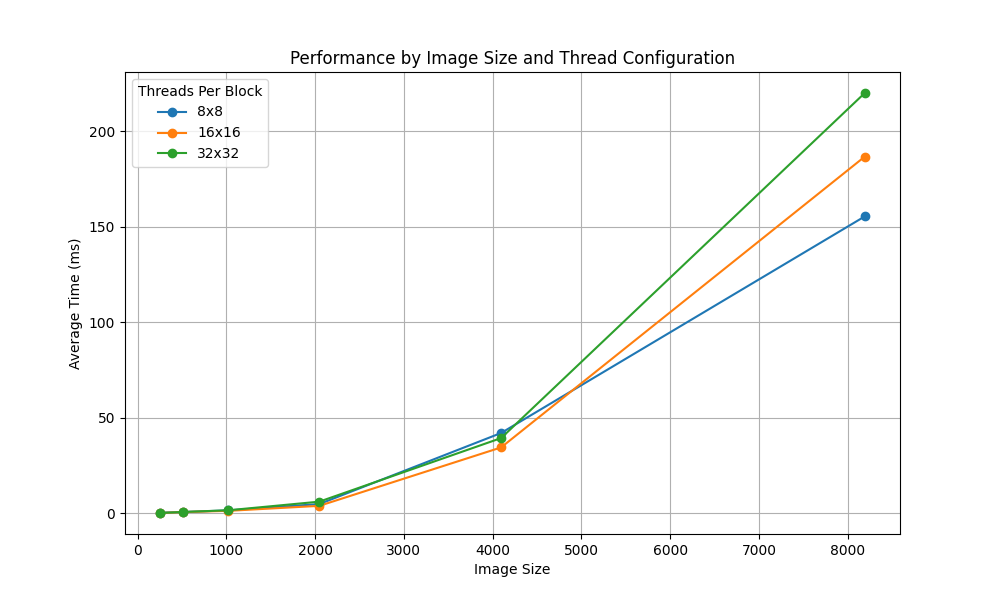 Performance by Image Size and Thread Configuration
Threads Per Block
8x8
16x16
32x32
Average Time (ms)
200
150
100
50
0
0 1000 2000 3000 4000 5000 6000 7000 8000
Image Size